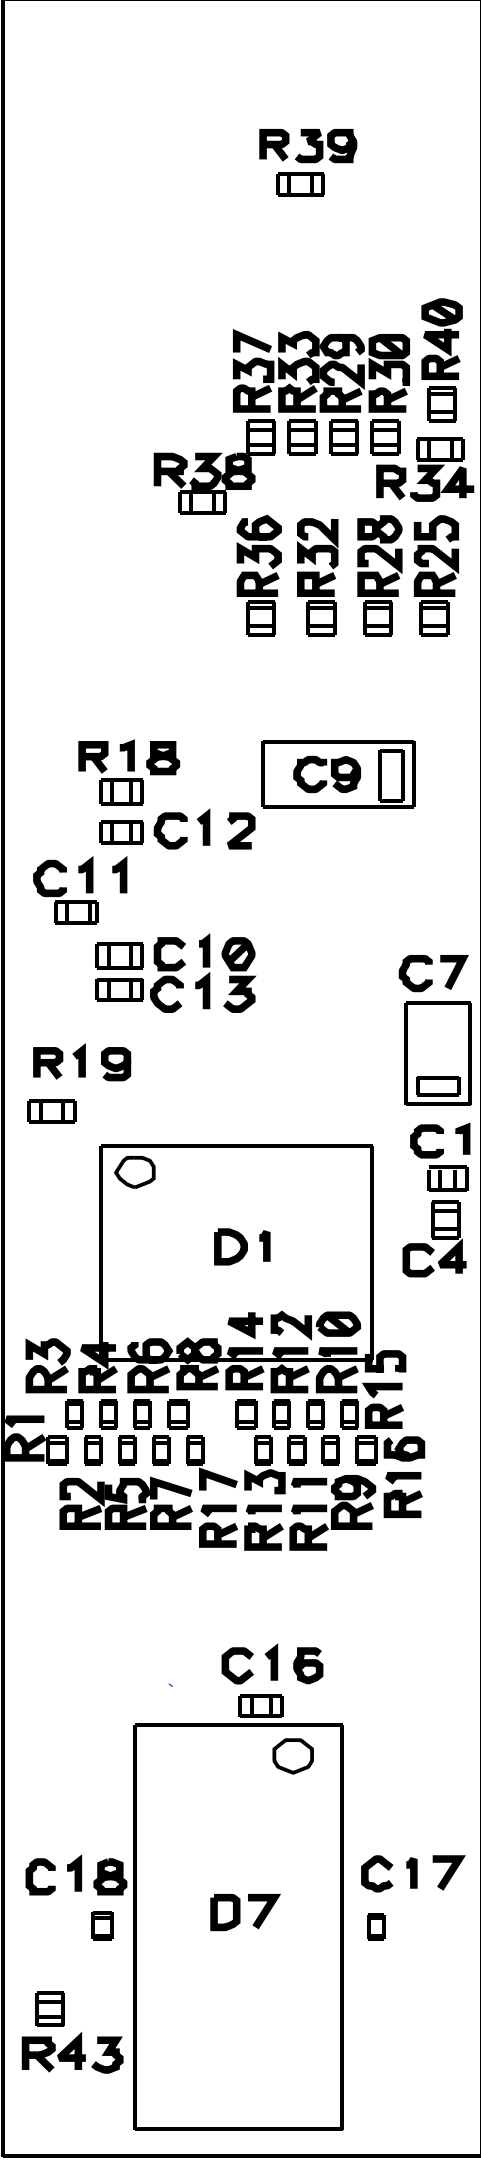 R39
R40
R37 R33 R29 R30
R38 R34
R36 R32 R28 R25
R18 C9
C12
C11
C10 C7
C13
R19
C1
D1
C4
R3 R4 R6 R8 R14 R12 R10
R1 R15
R2 R5 R7 R17 R13 R11 R9 R16
C16
C18 C17
D7
R43